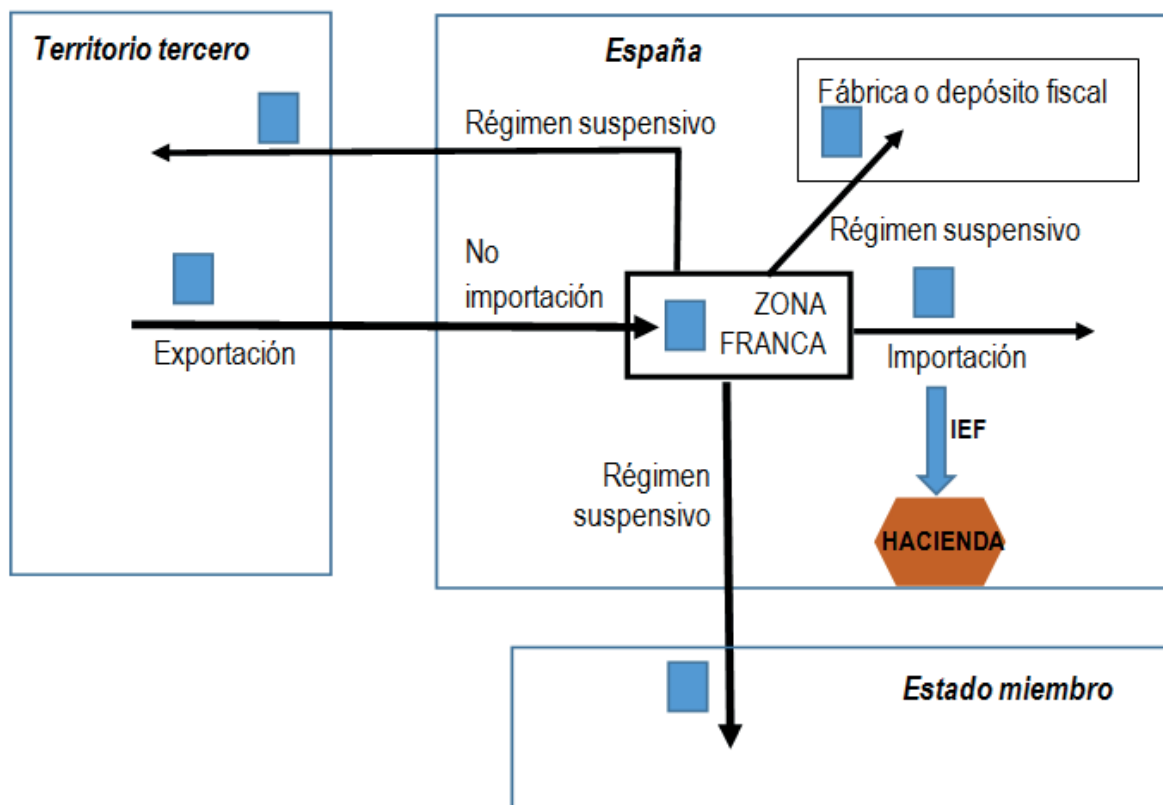 Territorio tercero
España
Fábrica o depósito fiscal
Régimen suspensivo
Régimen suspensivo
No
importación
Exportación
ZONA
FRANCA
Importación
IEF
Régimen
suspensivo
HACIENDA
Estado miembro